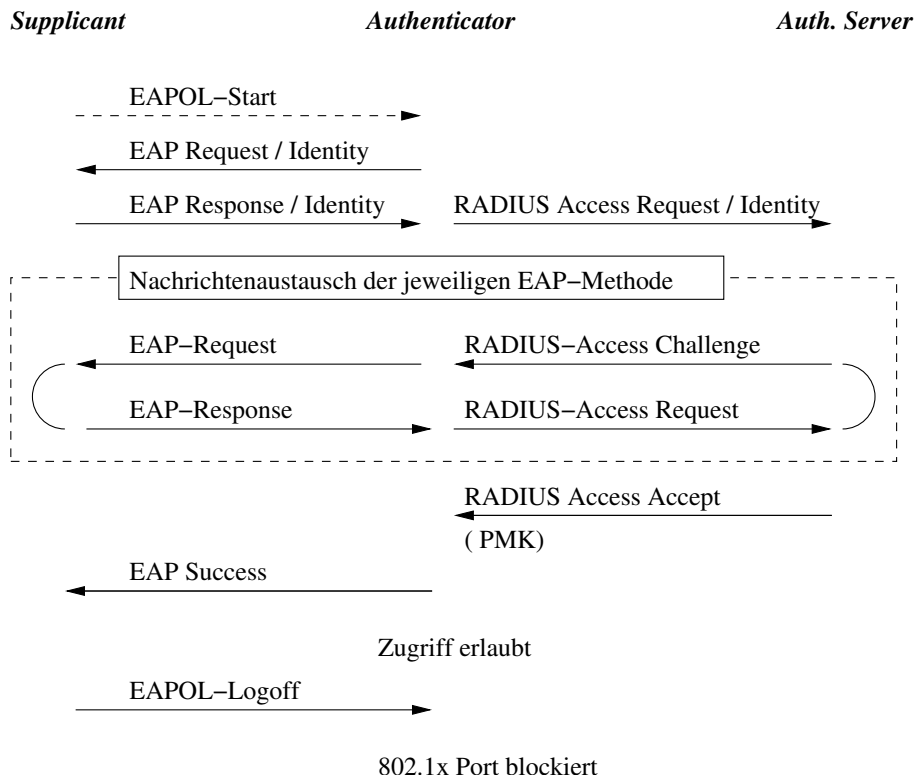 Supplicant Authenticator Auth. Server
EAPOL−Start
EAP Request / Identity
EAP Response / Identity RADIUS Access Request / Identity
Nachrichtenaustausch der jeweiligen EAP−Methode
EAP−Request RADIUS−Access Challenge
EAP−Response RADIUS−Access Request
RADIUS Access Accept
( PMK)
EAP Success
Zugriff erlaubt
EAPOL−Logoff
802.1x Port blockiert